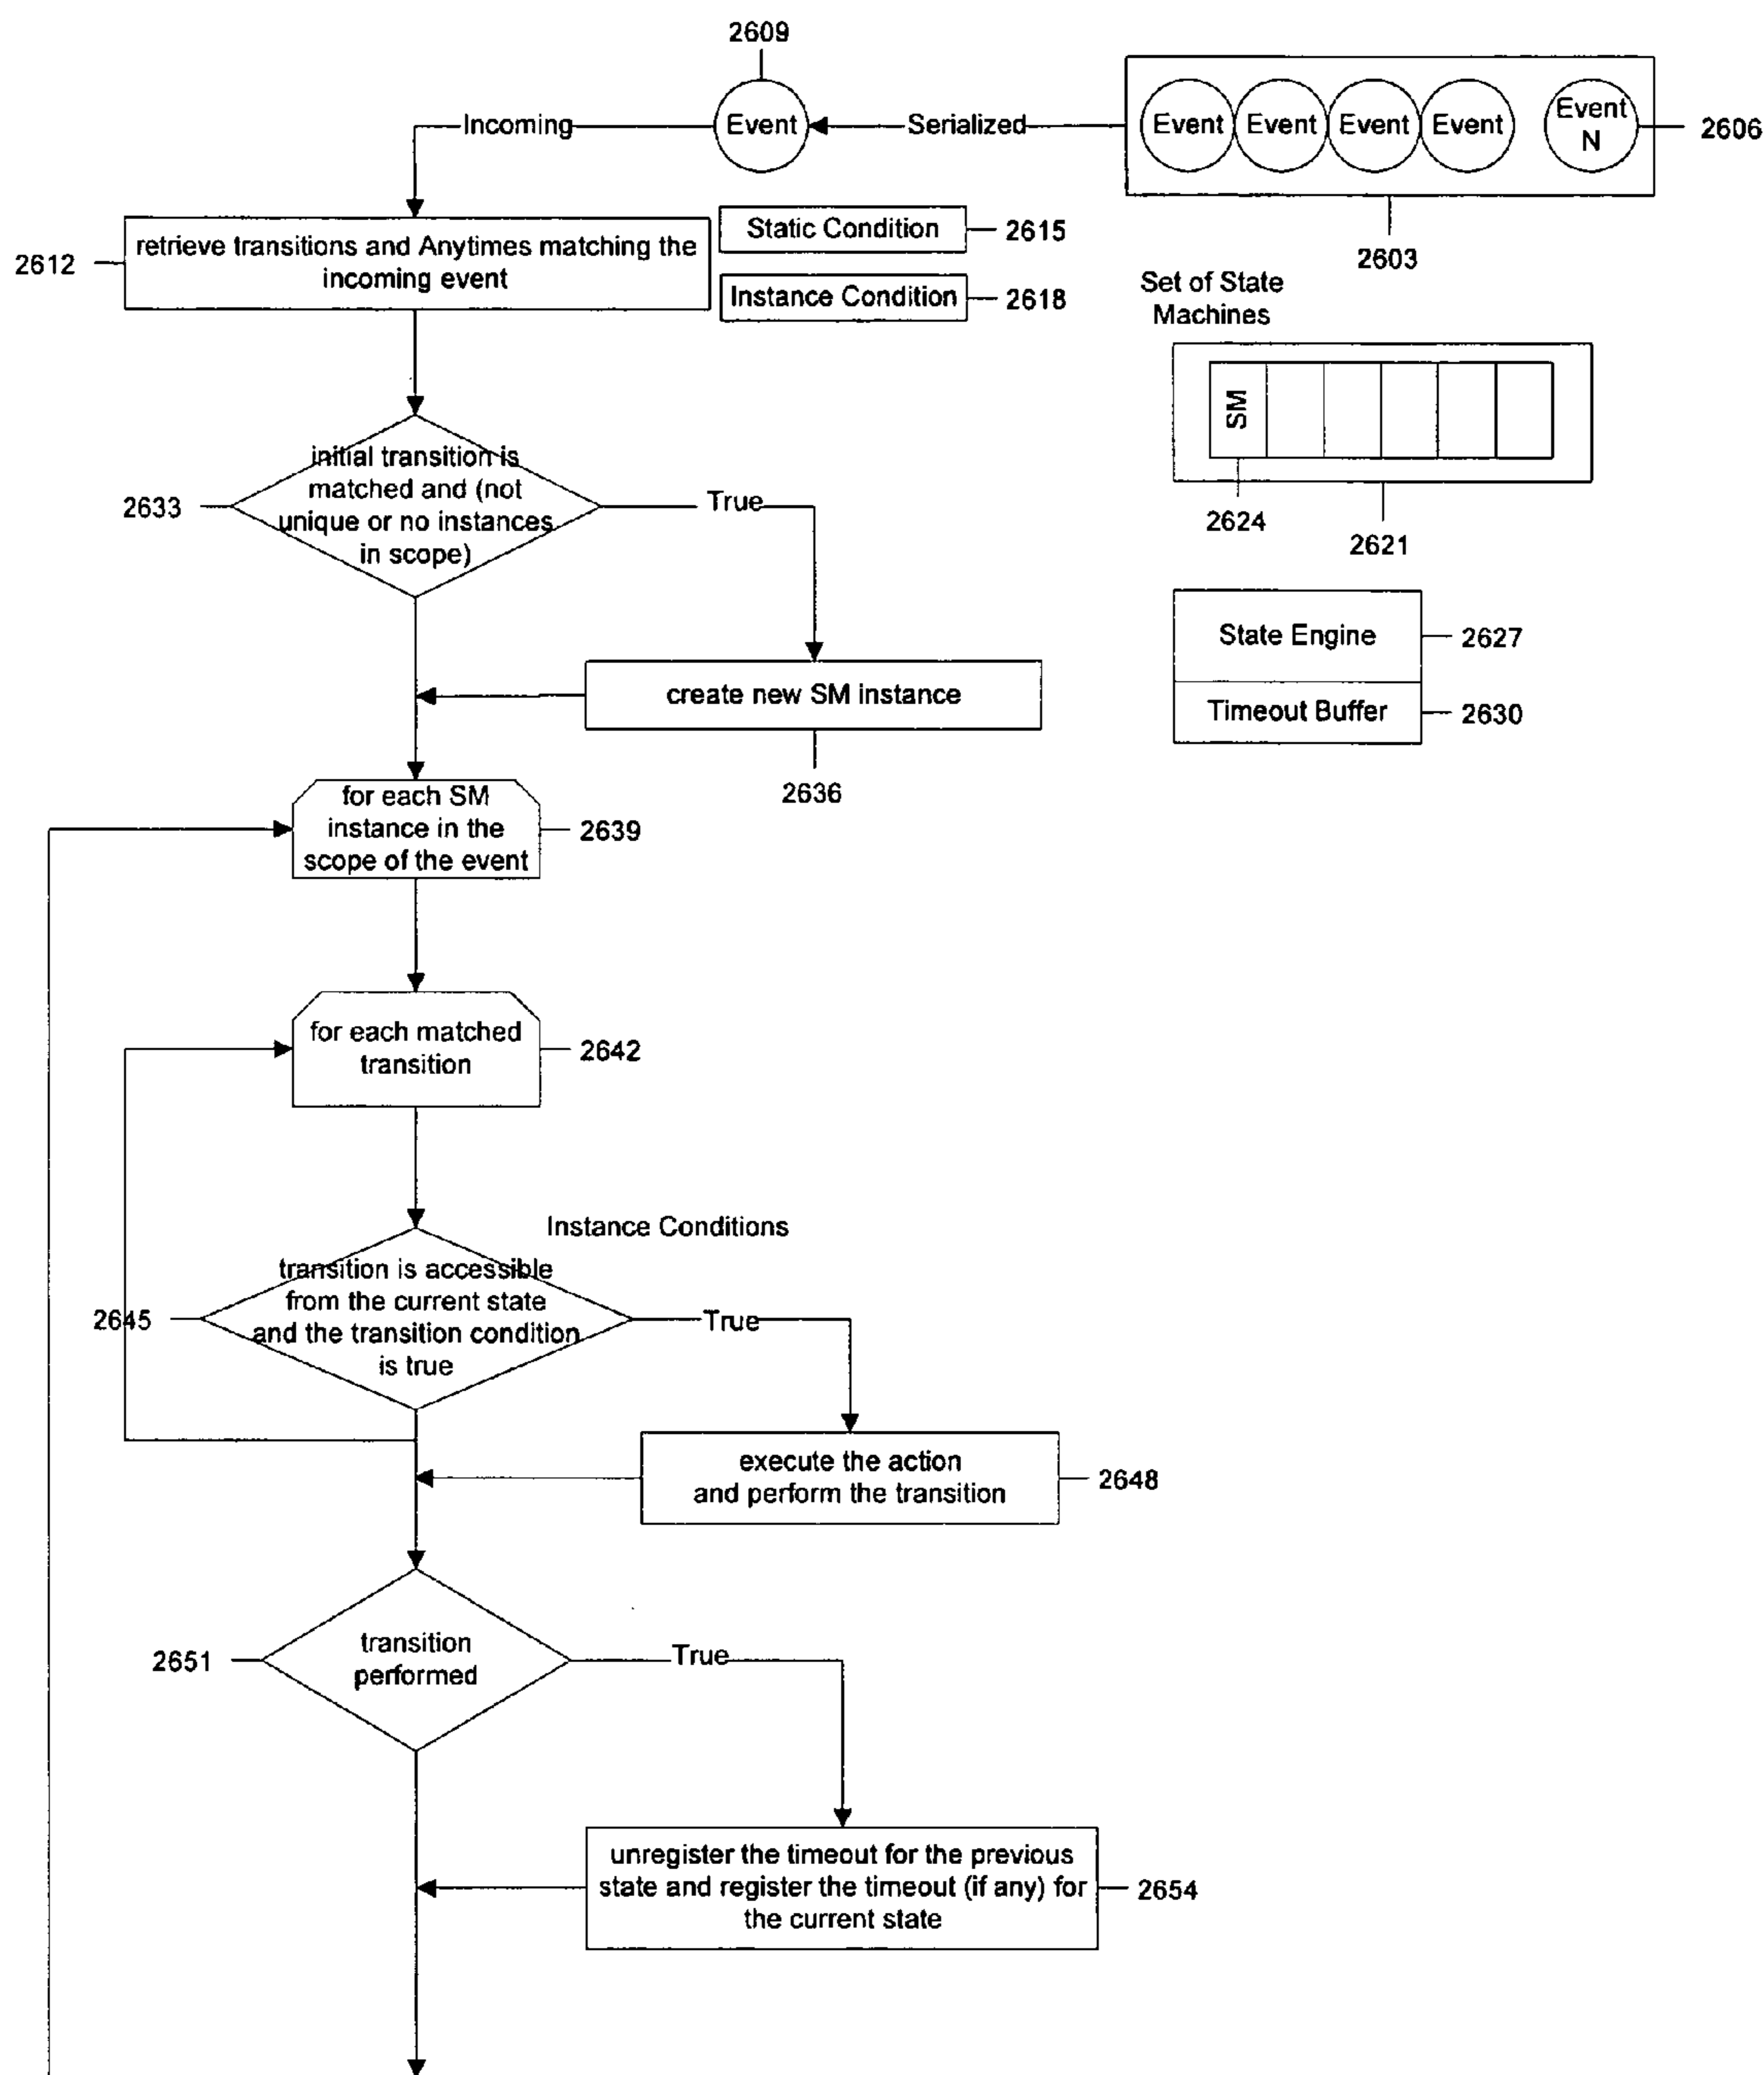 2609
Incoming
Event
Serialized
Event
Event
Event
Event
Event
N
2606
2603
2612
retrieve transitions and Anytimes matching the
incoming event
Static Condition
2615
Instance Condition
2618
Set of State
Machines
SM
2624
2621
2633
initial transition is
matched and (not
unique or no instances
in scope)
True
State Engine
2627
Timeout Buffer
2630
create new SM instance
2636
for each SM
instance in the
scope of the event
2639
for each matched
transition
2642
Instance Conditions
2645
transition is accessible
from the current state
and the transition condition
is true
True
execute the action
and perform the transition
2648
2651
transition
performed
True
unregister the timeout for the previous
state and register the timeout (if any) for
the current state
2654